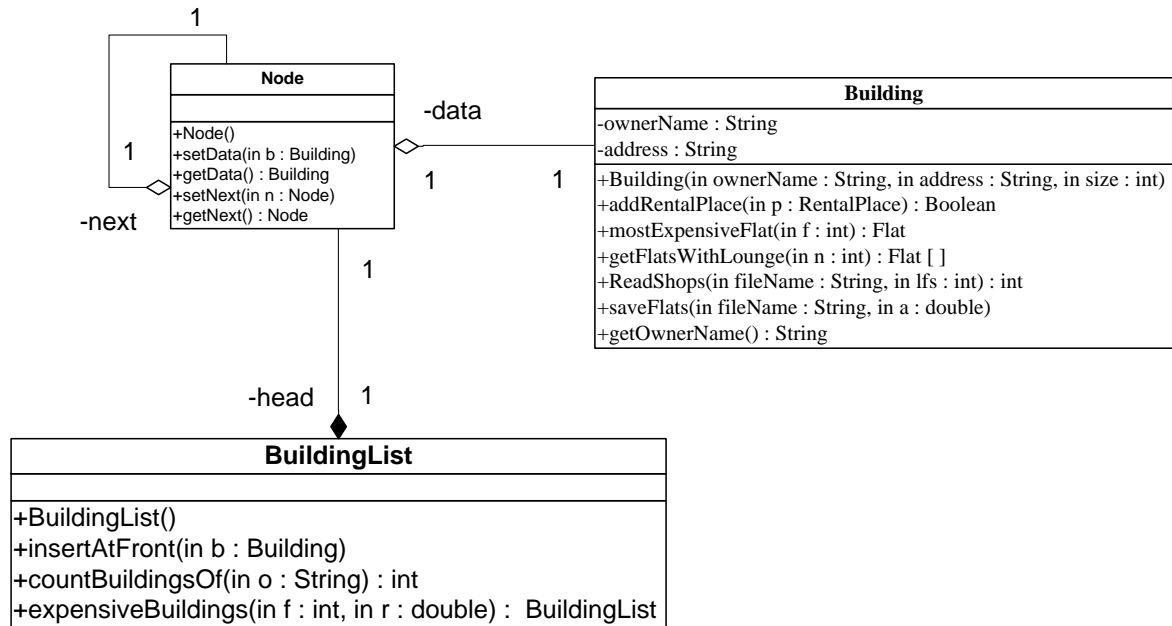 1
Node
+Node()
+setData(in b : Building)
+getData() : Building
+setNext(in n : Node)
+getNext() : Node
1
-next
-data
1
1
Building
-ownerName : String
-address : String
+Building(in ownerName : String, in address : String, in size : int)
+addRentalPlace(in p : RentalPlace) : Boolean
+mostExpensiveFlat(in f : int) : Flat
+getFlatsWithLounge(in n : int) : Flat [ ]
+ReadShops(in fileName : String, in lfs : int) : int
+saveFlats(in fileName : String, in a : double)
+getOwnerName() : String
1
-head
1
BuildingList
+BuildingList()
+insertAtFront(in b : Building)
+countBuildingsOf(in o : String) : int
+expensiveBuildings(in f : int, in r : double) : BuildingList